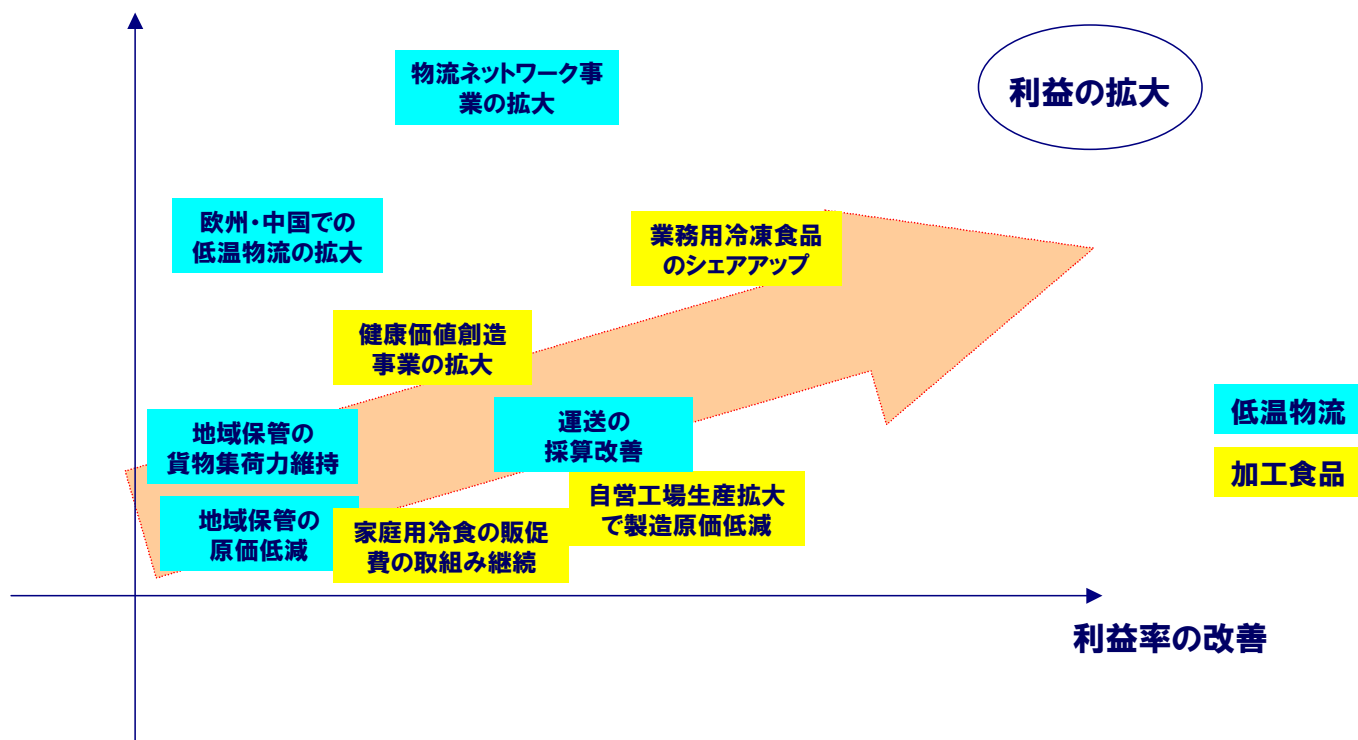 物流ネットワーク事
業の拡大
利益の拡大
欧州・中国での
低温物流の拡大
業務用冷凍食品
のシェアアップ
健康価値創造
事業の拡大
地域保管の
貨物集荷力維持
運送の
採算改善
低温物流
加工食品
自営工場生産拡大
で製造原価低減
地域保管の
原価低減
家庭用冷食の販促
費の取組み継続
利益率の改善